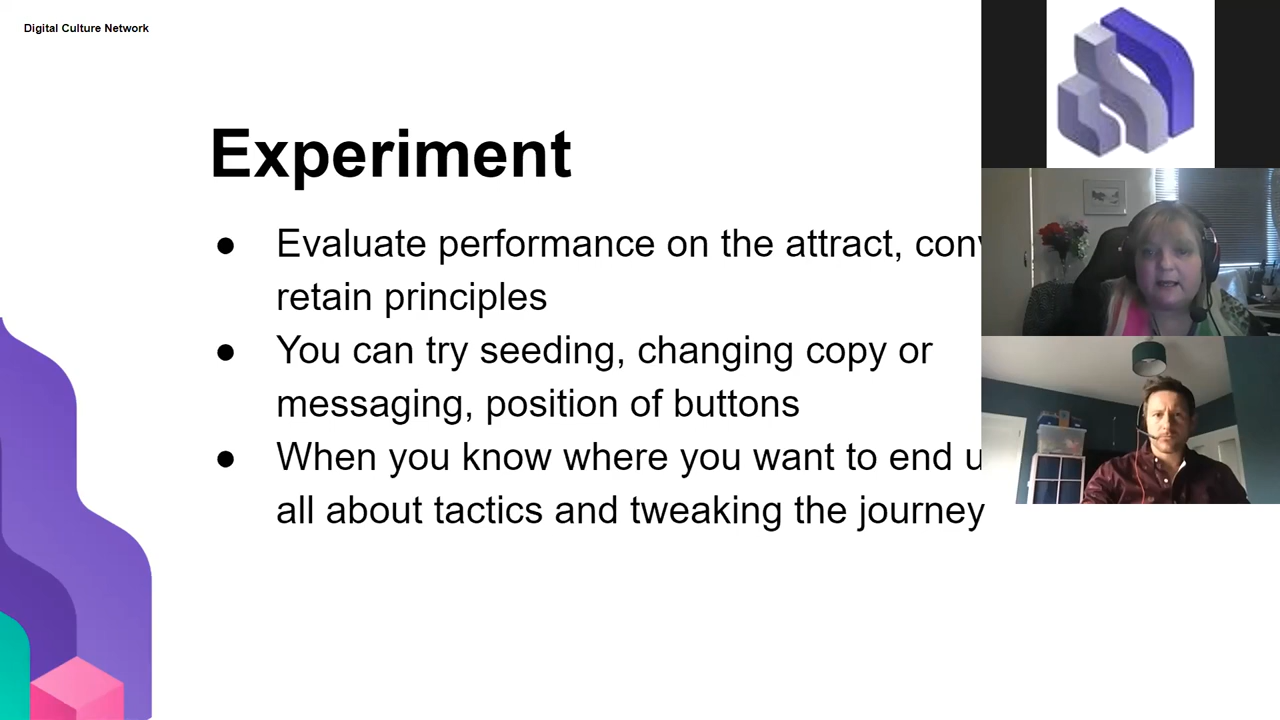 Digital Culture Network
Experiment
● Evaluate performance on the attract,
retain principles
● You can try seeding, changing copy or
messaging, position of buttons
● When you know where you want to end
all about tactics and tweaking the journey